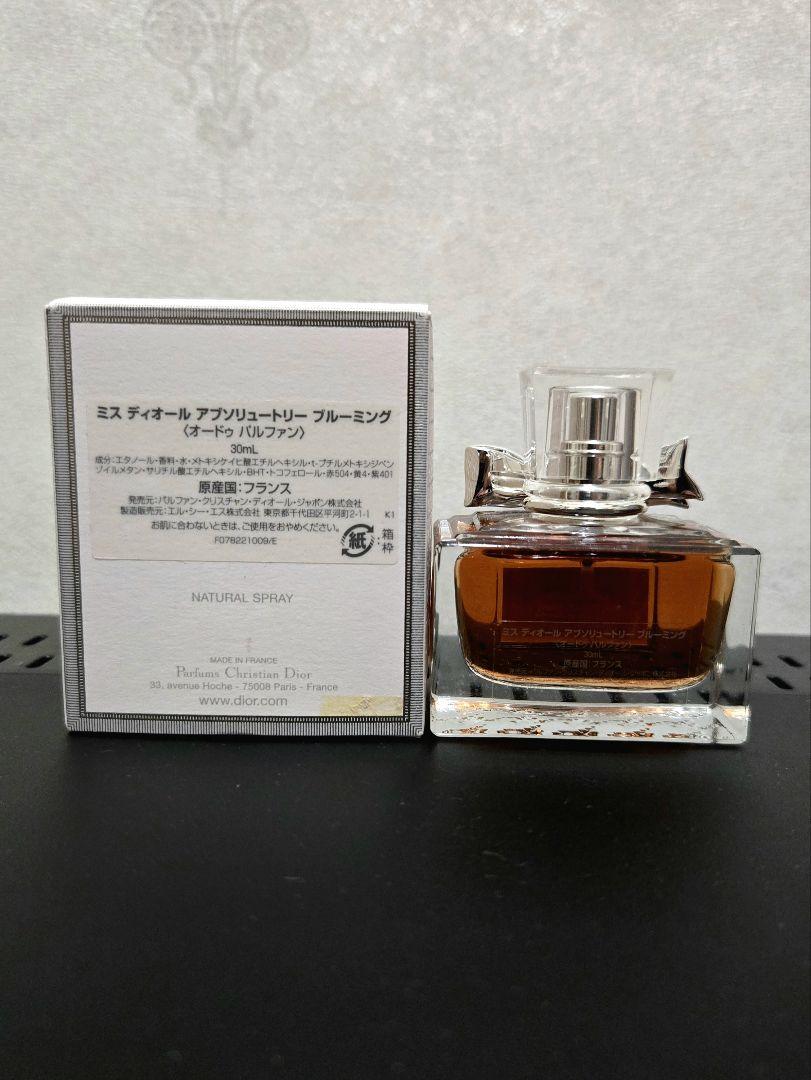 ミス ディオール アブソリュートリー ブルーミング
〈オードゥ パルファン〉
30mL
成分:エタノール・香料・水・メトキシケイヒ酸エチルヘキシル・t-ブチルメトキシジベン
ゾイルメタン・サリチル酸エチルヘキシル・BHT・トコフェロール・赤504・黄4・紫401
原産国:フランス
発売元:パルファン・クリスチャン・ディオール・ジャポン株式会社
製造販売元:エル・シー・エス株式会社 東京都千代田区平河町2-1-1 K1
お肌に合わないときは、ご使用をおやめください。
F078221009/E
紙 :箱
枠
NATURAL SPRAY
MADE IN FRANCE
Parfums Christian Dior
33, avenue Hoche - 75008 Paris - France
www.dior.com
ミス ディオール アブソリュートリー ブルーミング
〈オードゥ パルファン〉
30mL
原産国:フランス